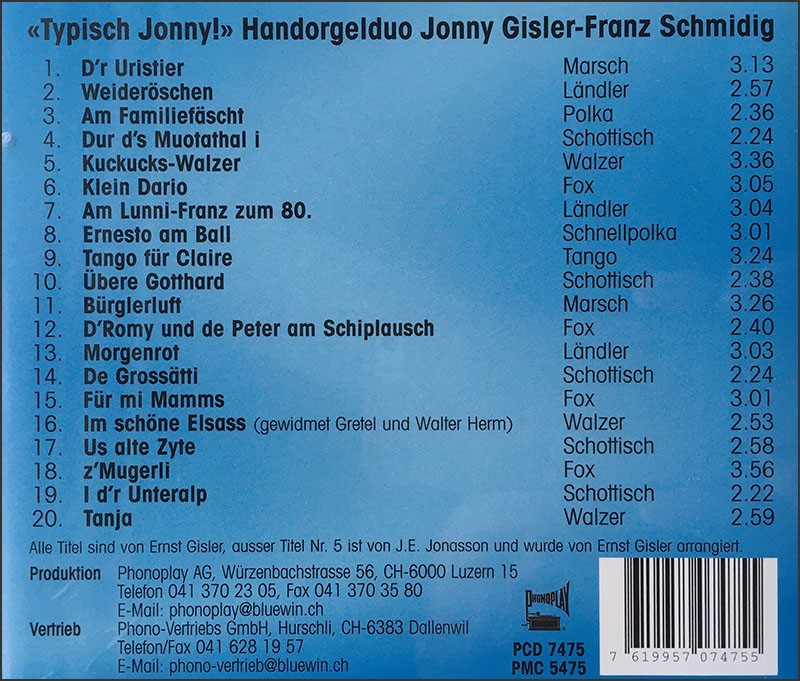 «Typisch Jonny!» Handorgelduo Jonny Gisler-Franz Schmidig
1. D'r Uristier Marsch 3.13
2. Weideröschen Ländler 2.57
3. Am Familiefäscht Polka 2.36
4. Dur d's Muotathal i Schottisch 2.24
5. Kuckucks-Walzer Walzer 3.36
6. Klein Dario Fox 3.05
7. Am Lunni-Franz zum 80. Ländler 3.04
8. Ernesto am Ball Schnellpolka 3.01
9. Tango für Claire Tango 3.24
10. Übere Gotthard Schottisch 2.38
11. Bürglerluft Marsch 3.26
12. D'Romy und de Peter am Schiplausch Fox 2.40
13. Morgenrot Ländler 3.03
14. De Grossätti Schottisch 2.24
15. Für mi Mamms Fox 3.01
16. Im schöne Elsass (gewidmet Gretel und Walter Herm) Walzer 2.53
17. Us alte Zyte Schottisch 2.58
18. z'Mugerli Fox 3.56
19. I d'r Unteralp Schottisch 2.22
20. Tanja Walzer 2.59
Alle Titel sind von Ernst Gisler, ausser Titel Nr. 5 ist von J.E. Jonasson und wurde von Ernst Gisler arrangiert.
Produktion Phonoplay AG, Würzenbachstrasse 56, CH-6000 Luzern 15
Telefon 041 370 23 05, Fax 041 370 35 80
E-Mail: phonoplay@bluewin.ch
Vertrieb Phono-Vertriebs GmbH, Hurschli, CH-6383 Dallenwil
Telefon/Fax 041 628 19 57
E-Mail: phono-vertrieb@bluewin.ch
PHONOPLAY
PCD 7475
PMC 5475
7 619957 074755